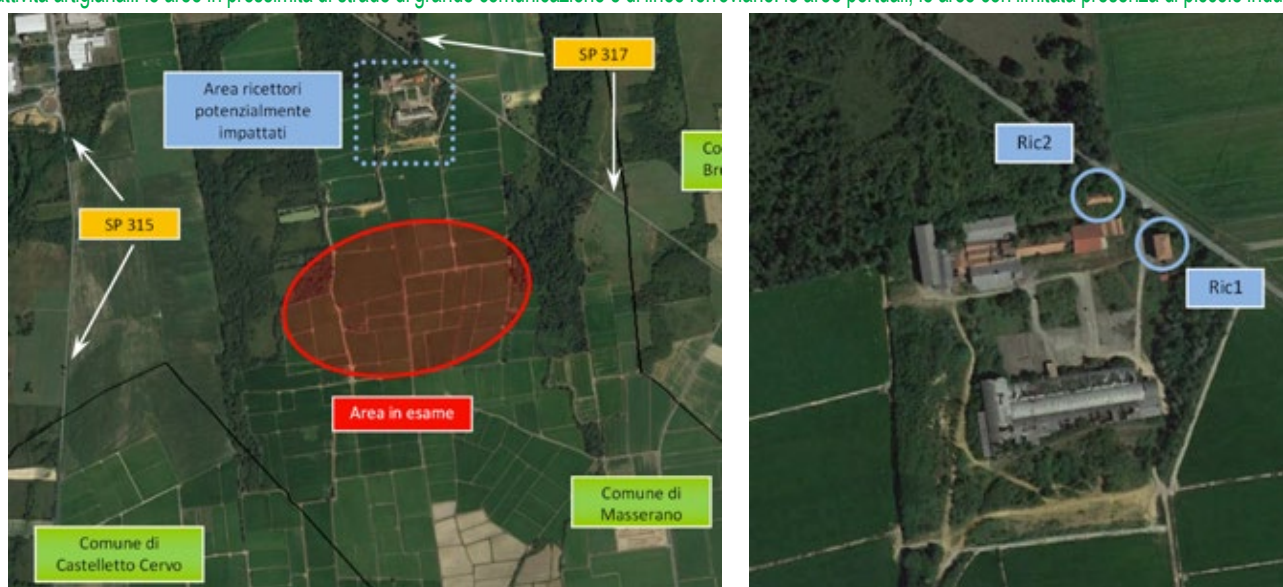 attività artigianali. le aree in prossimità di strade di grande comunicazione e di linee ferroviarie. le aree portuali, le aree con limitata presenza di piccole
SP 317
Area ricettori
potenzialmente
impattati
Co
Bre
SP 315
Area in esame
Comune di
Masserano
Comune di
Castelletto Cervo
Ric2
Ric1